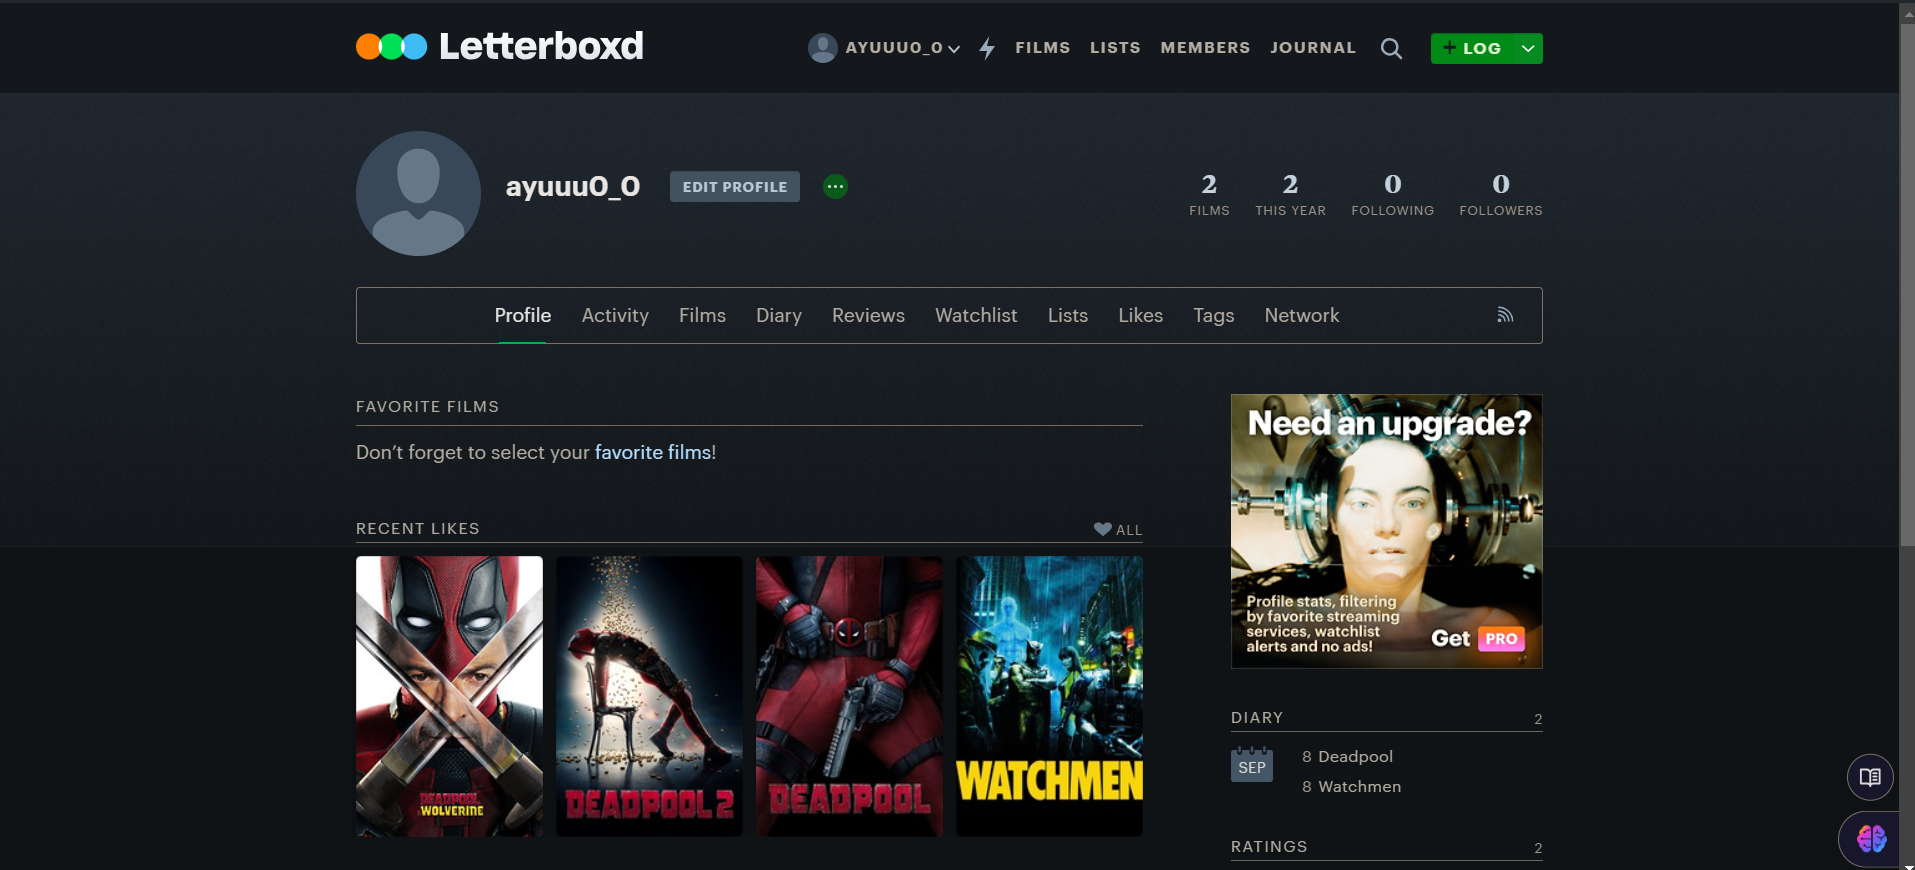 Letterboxd
AYUUU0_0
FILMS
LISTS
MEMBERS
JOURNAL
+ LOG
ayuuu0_0
EDIT PROFILE
2
FILMS
2
THIS YEAR
0
FOLLOWING
0
FOLLOWERS
Profile
Activity
Films
Diary
Reviews
Watchlist
Lists
Likes
Tags
Network
FAVORITE FILMS
Don’t forget to select your favorite films!
RECENT LIKES
ALL
DEADPOOL
WOLVERINE
DEADPOOL 2
DEADPOOL
WATCHMEN
Need an upgrade?
Profile stats, filtering
by favorite streaming
services, watchlist
alerts and no ads!
Get PRO
DIARY 2
SEP
8 Deadpool
8 Watchmen
RATINGS 2